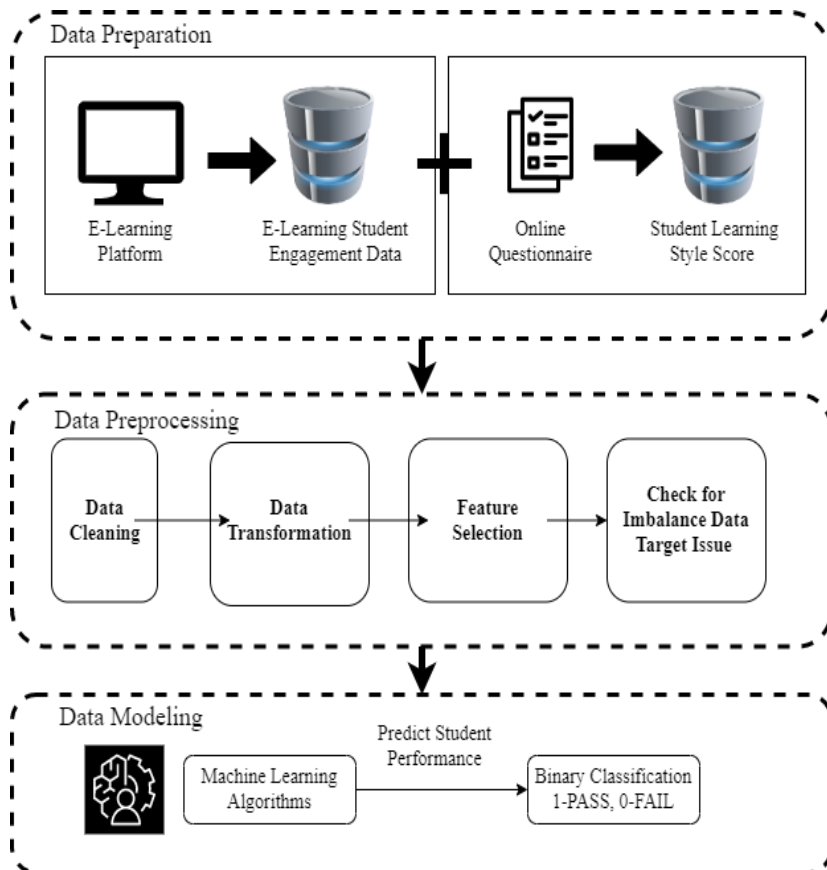 Data Preparation
E-Learning
Platform
E-Learning Student
Engagement Data
Online
Questionnaire
Student Learning
Style Score
Data Preprocessing
Data
Cleaning
Data
Transformation
Feature
Selection
Check for
Imbalance Data
Target Issue
Data Modeling
Machine Learning
Algorithms
Predict Student
Performance
Binary Classification
1-PASS, 0-FAIL